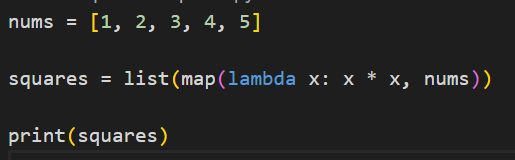 nums = [1, 2, 3, 4, 5]
squares = list(map(lambda x: x * x, nums))
print(squares)